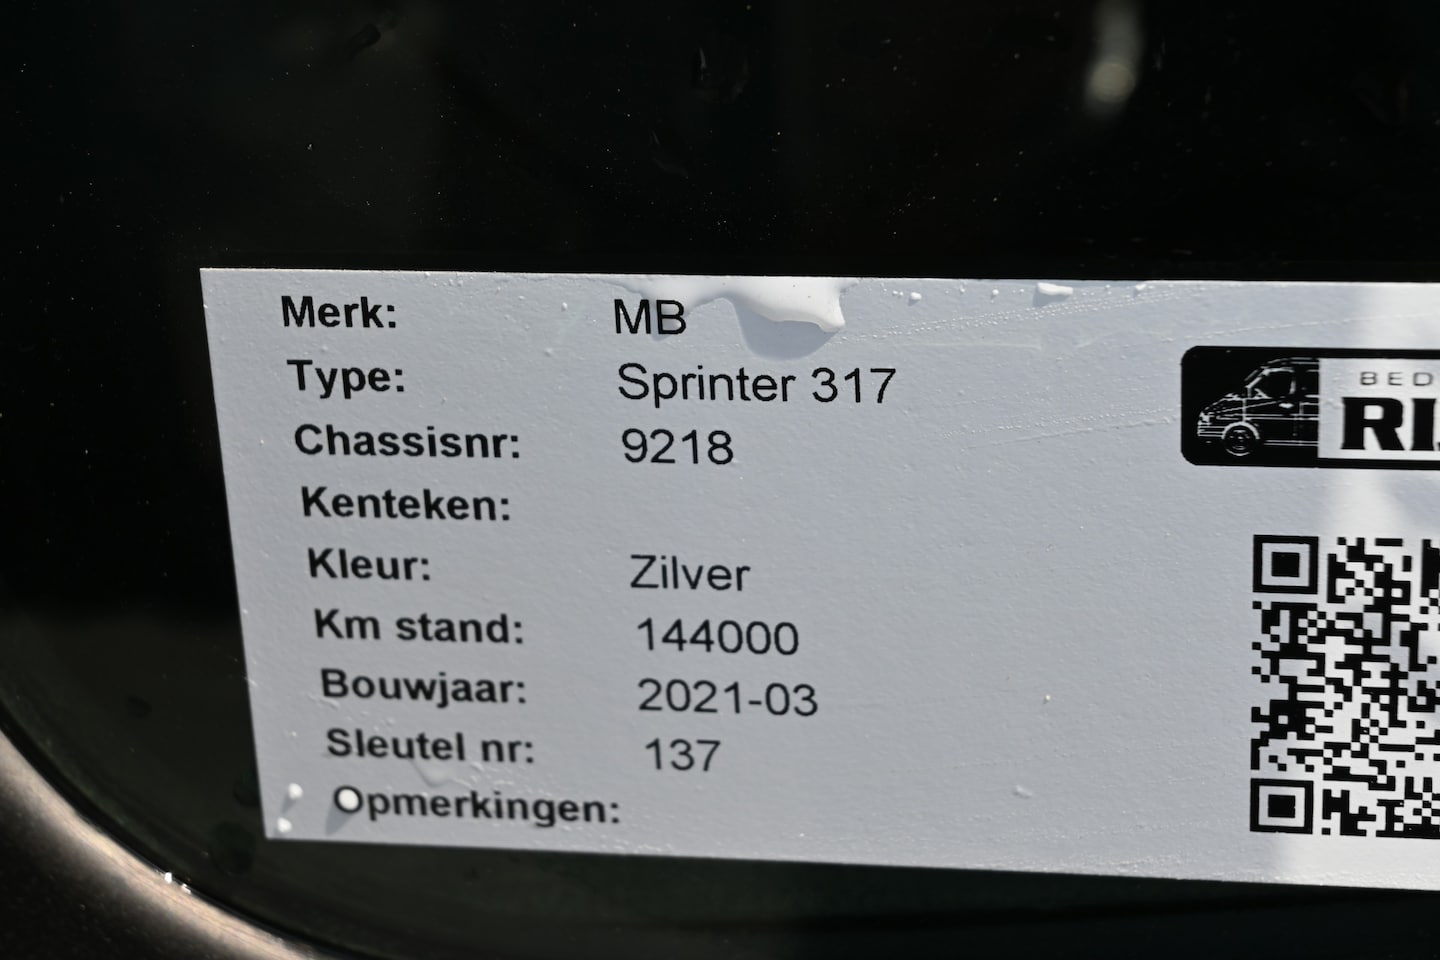 Merk: MB
Type: Sprinter 317
Chassisnr: 9218
Kenteken:
Kleur: Zilver
Km stand: 144000
Bouwjaar: 2021-03
Sleutel nr: 137
Opmerkingen:
BED
RI